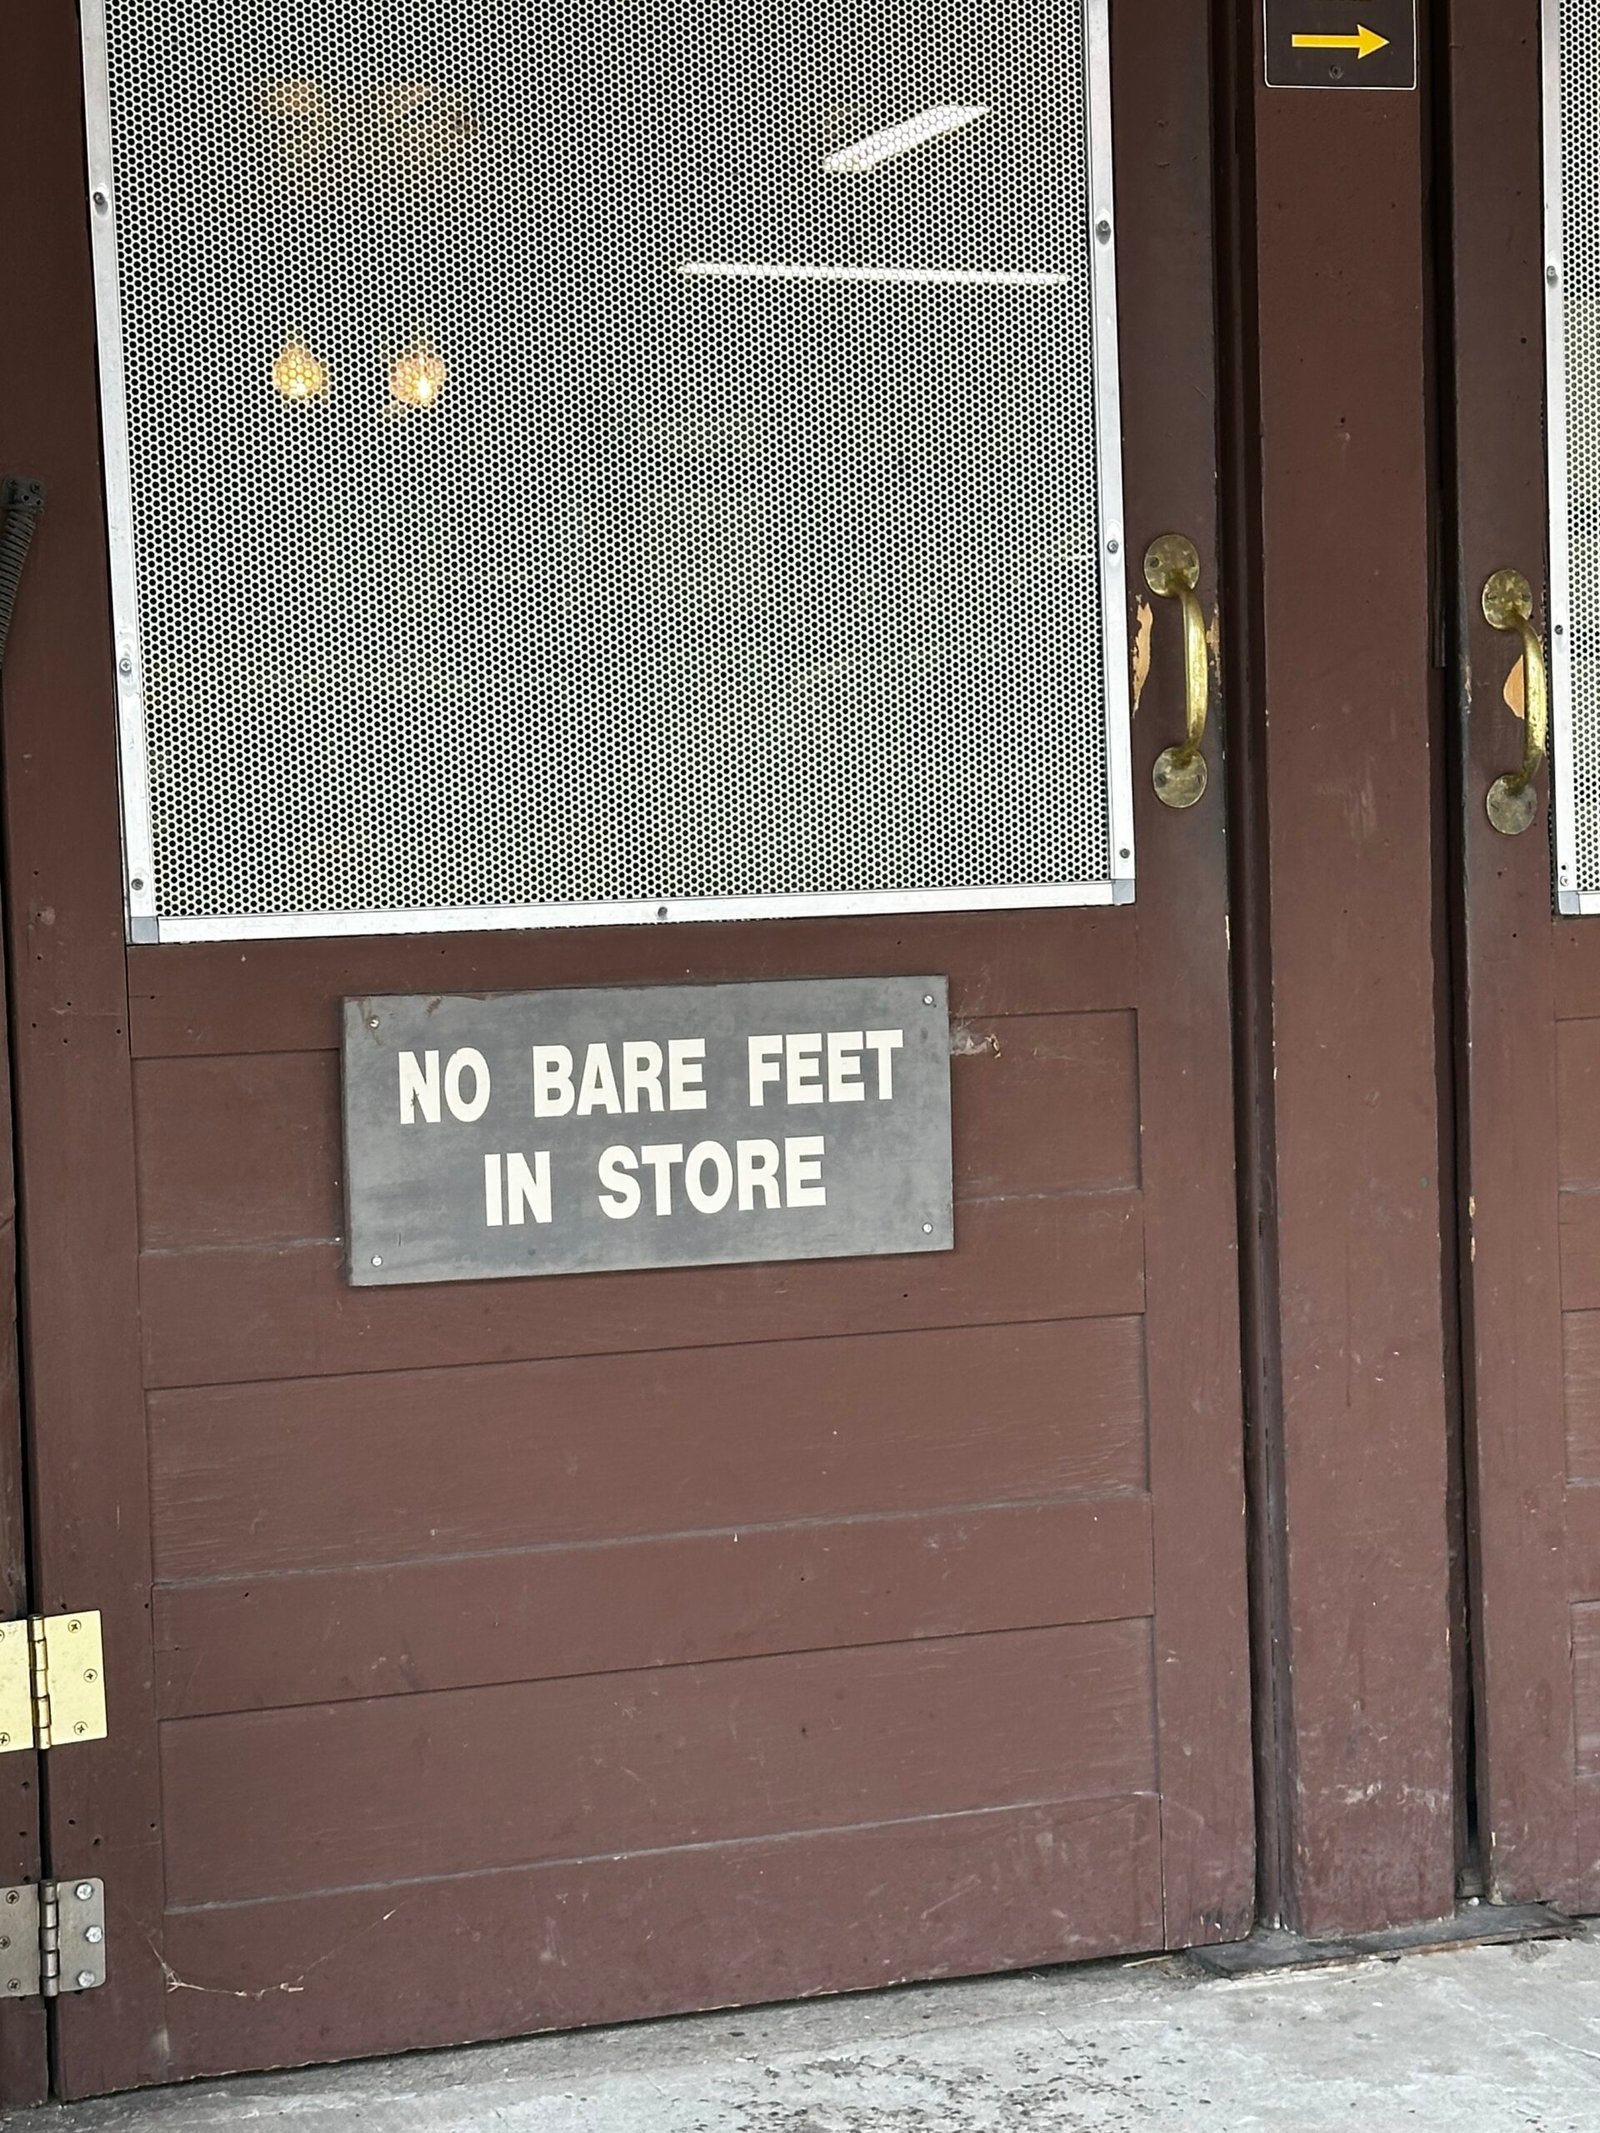 NO BARE FEET
IN STORE